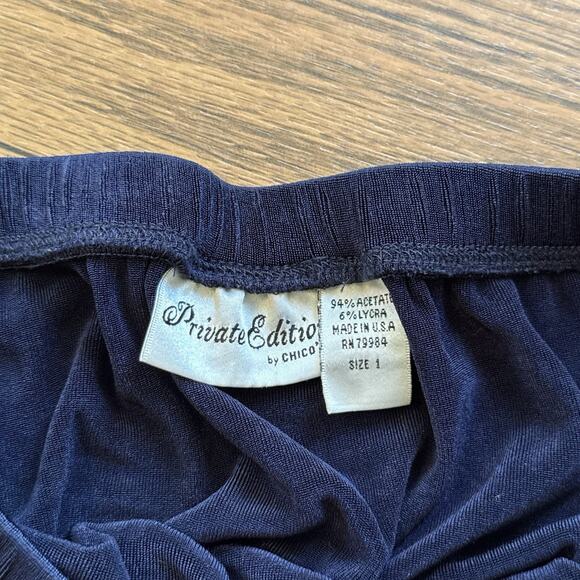 Private Editio
by CHICO'
94% ACETAT
6% LYCRA
MADE IN U.S.A
RN 79984
SIZE 1